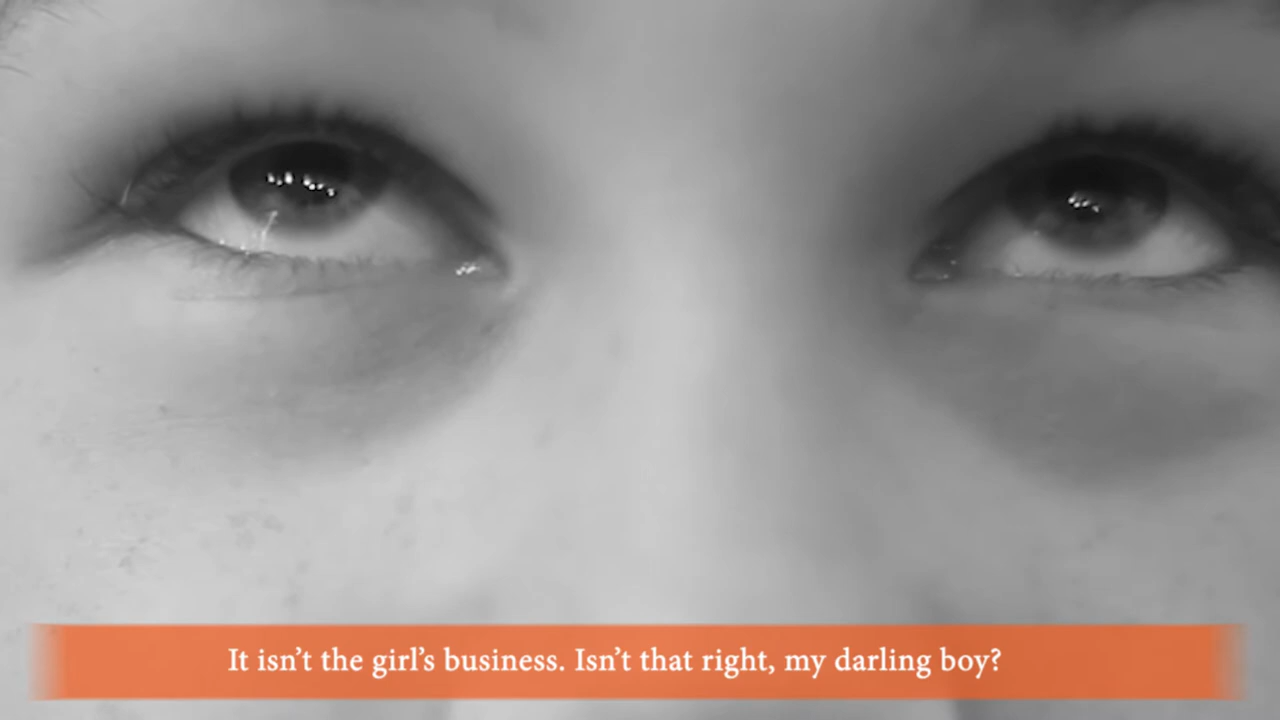 It isn’t the girl’s business. Isn’t that right, my darling boy?